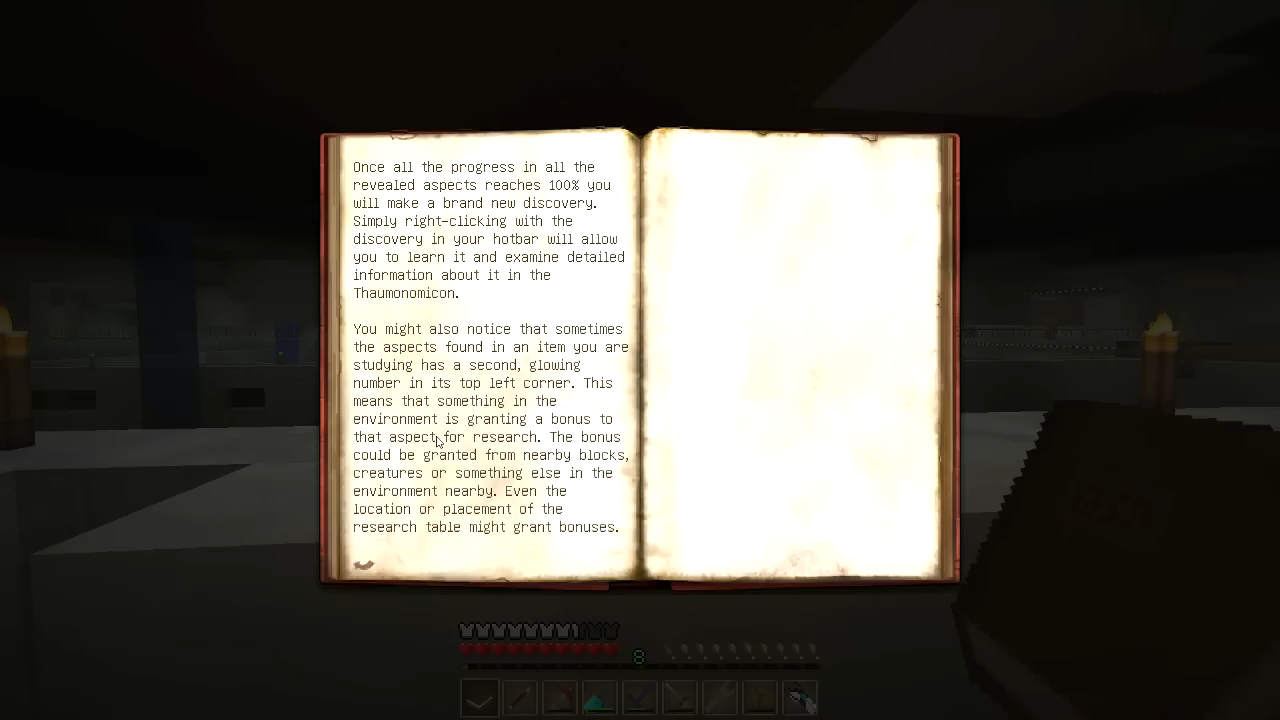 Once all the progress in all the
revealed aspects reaches 100% you
will make a brand new discovery.
Simply right-clicking with the
discovery in your hotbar will allow
you to learn it and examine detailed
information about it in the
Thaumonomicon.
You might also notice that sometimes
the aspects found in an item you are
studying has a second, glowing
number in its top left corner. This
means that something in the
environment is granting a bonus to
that aspect for research. The bonus
could be granted from nearby blocks,
creatures or something else in the
environment nearby. Even the
location or placement of the
research table might grant bonuses.
8